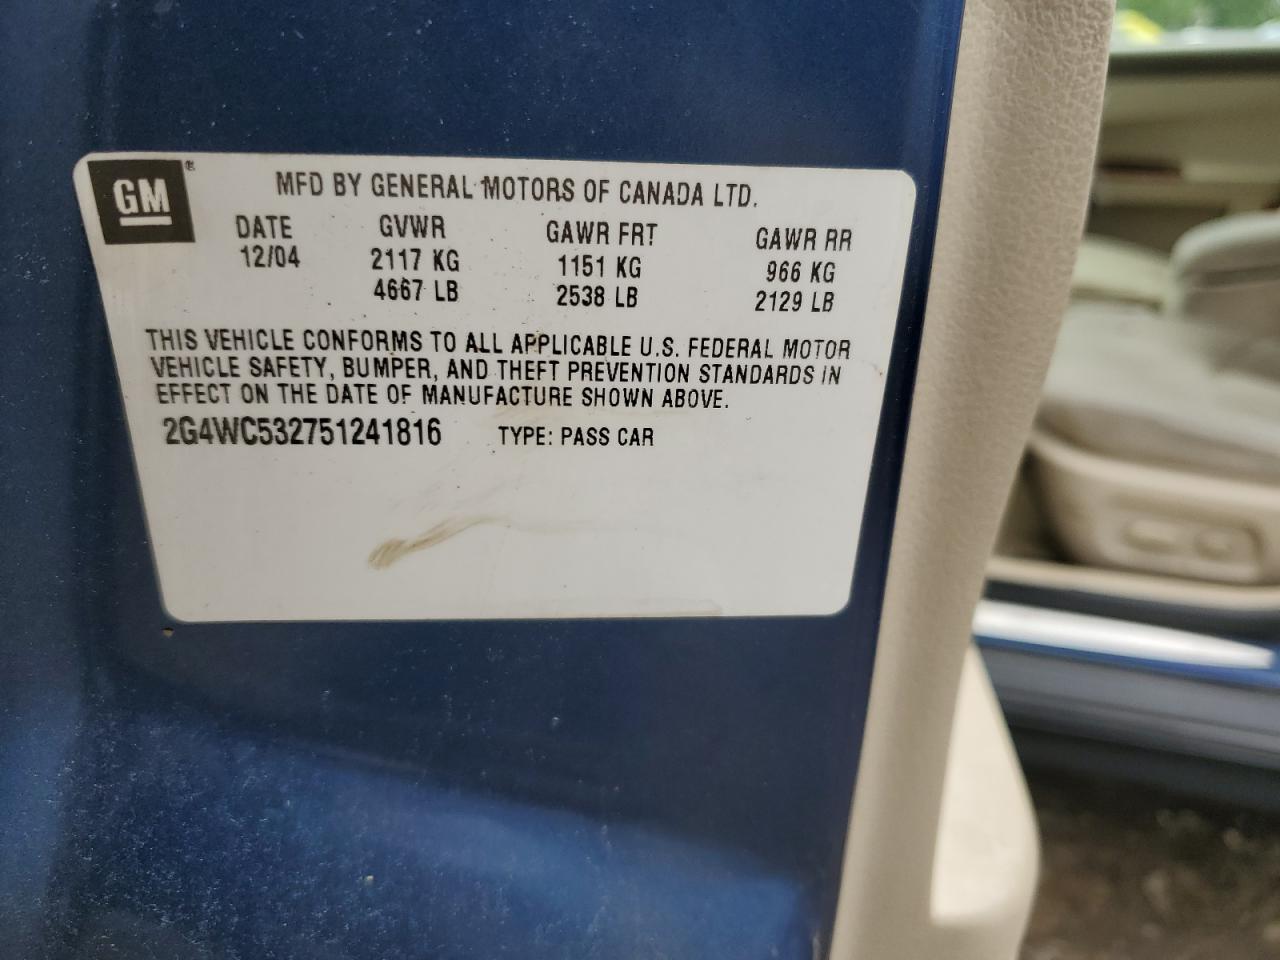 GM®
MFD BY GENERAL MOTORS OF CANADA LTD.
DATE GVWR GAWR FRT GAWR RR
12/04 2117 KG 1151 KG 966 KG
4667 LB 2538 LB 2129 LB
THIS VEHICLE CONFORMS TO ALL APPLICABLE U.S. FEDERAL MOTOR
VEHICLE SAFETY, BUMPER, AND THEFT PREVENTION STANDARDS IN
EFFECT ON THE DATE OF MANUFACTURE SHOWN ABOVE.
2G4WC532751241816 TYPE: PASS CAR